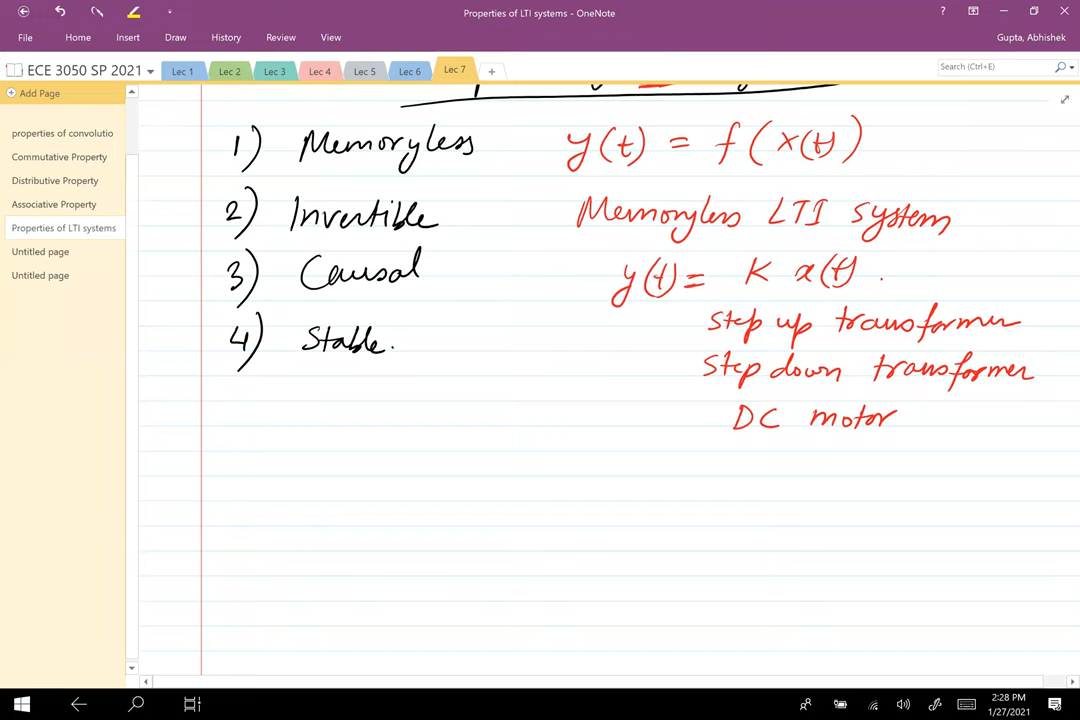 Properties of LTI systems - OneNote
?
File Home Insert Draw History Review View
Gupta, Abhishek
ECE 3050 SP 2021
Lec 1 Lec 2 Lec 3 Lec 4 Lec 5 Lec 6 Lec 7 +
Search (Ctrl+E)
Add Page
properties of convolutio
Commutative Property
Distributive Property
Associative Property
Properties of LTI systems
Untitled page
Untitled page
1) Memoryless y(t) = f(x(t))
2) Invertible Memoryless LTI system
3) Causal y(t) = K x(t).
4) Stable.
Step up transformer
Step down transformer
DC motor
2:28 PM
1/27/2021